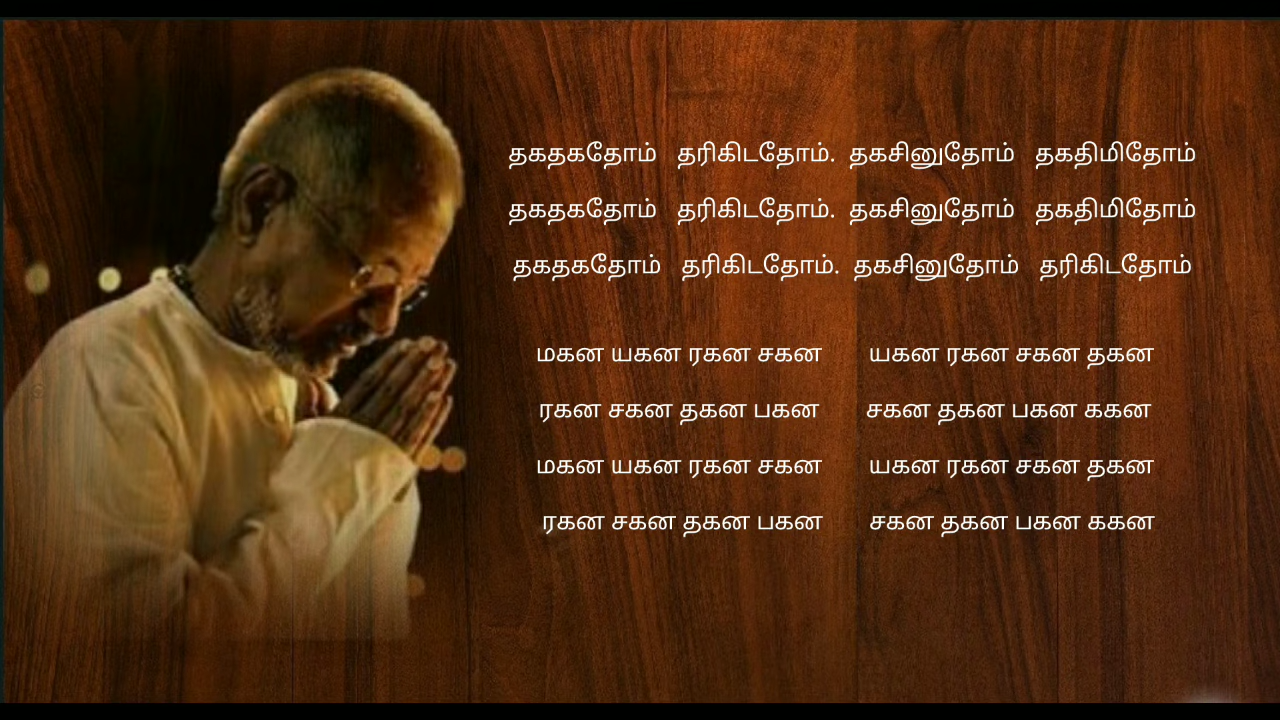 தகதகதோம் தரிகிடதோம். தகசினுதோம் தகதிமிதோம்
தகதகதோம் தரிகிடதோம். தகசினுதோம் தகதிமிதோம்
தகதகதோம் தரிகிடதோம். தகசினுதோம் தரிகிடதோம்
மகன யகன ரகன சகன யகன ரகன சகன தகன
ரகன சகன தகன பகன சகன தகன பகன ககன
மகன யகன ரகன சகன யகன ரகன சகன தகன
ரகன சகன தகன பகன சகன தகன பகன ககன